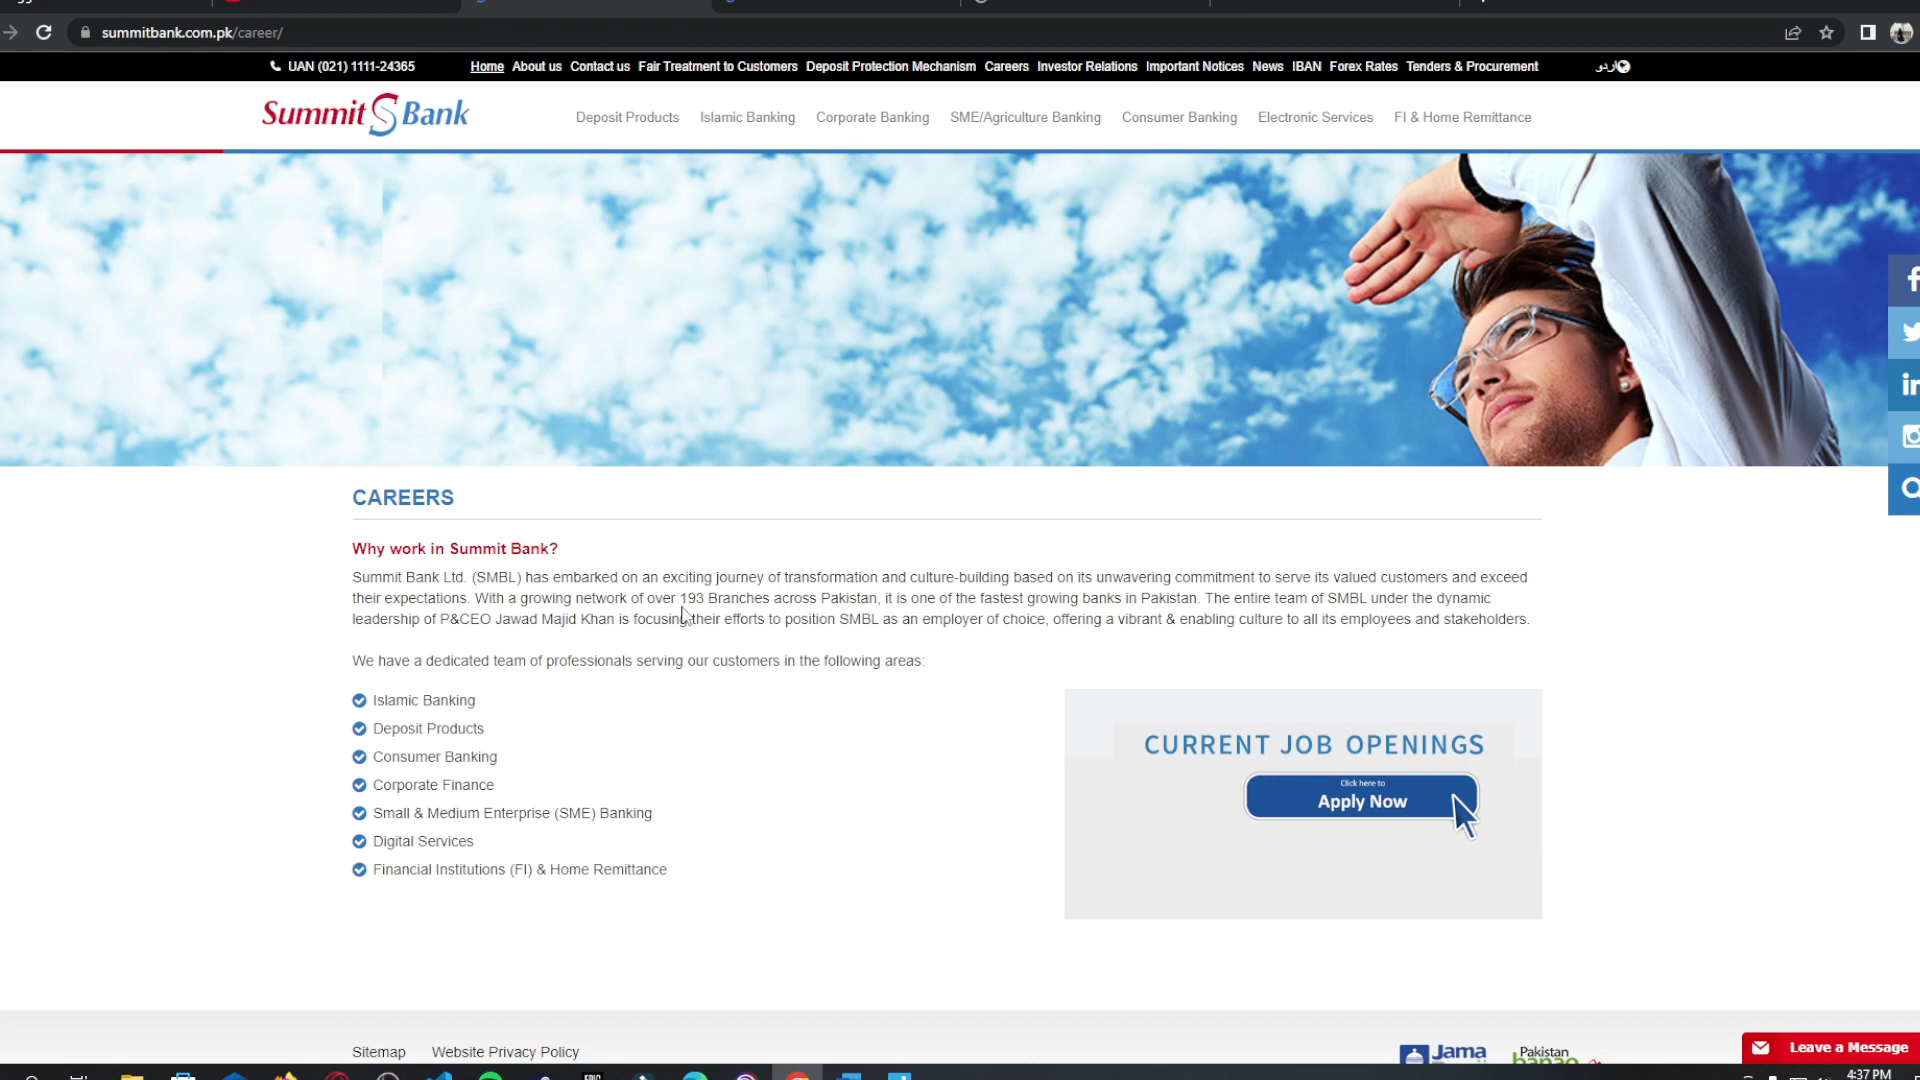 summitbank.com.pk/career/
UAN (021) 1111-24365
Home About us Contact us Fair Treatment to Customers Deposit Protection Mechanism Careers Investor Relations Important Notices News IBAN Forex Rates Tenders & Procurement
اردو
Summit S Bank
Deposit Products Islamic Banking Corporate Banking SME/Agriculture Banking Consumer Banking Electronic Services FI & Home Remittance
CAREERS
Why work in Summit Bank?
Summit Bank Ltd. (SMBL) has embarked on an exciting journey of transformation and culture-building based on its unwavering commitment to serve its valued customers and exceed
their expectations. With a growing network of over 193 Branches across Pakistan, it is one of the fastest growing banks in Pakistan. The entire team of SMBL under the dynamic
leadership of P&CEO Jawad Majid Khan is focusing their efforts to position SMBL as an employer of choice, offering a vibrant & enabling culture to all its employees and stakeholders.
We have a dedicated team of professionals serving our customers in the following areas:
Islamic Banking
Deposit Products
Consumer Banking
Corporate Finance
Small & Medium Enterprise (SME) Banking
Digital Services
Financial Institutions (FI) & Home Remittance
CURRENT JOB OPENINGS
Click here to
Apply Now
Sitemap Website Privacy Policy
Jama
Pakistan
banao
Leave a Message
4:37 PM